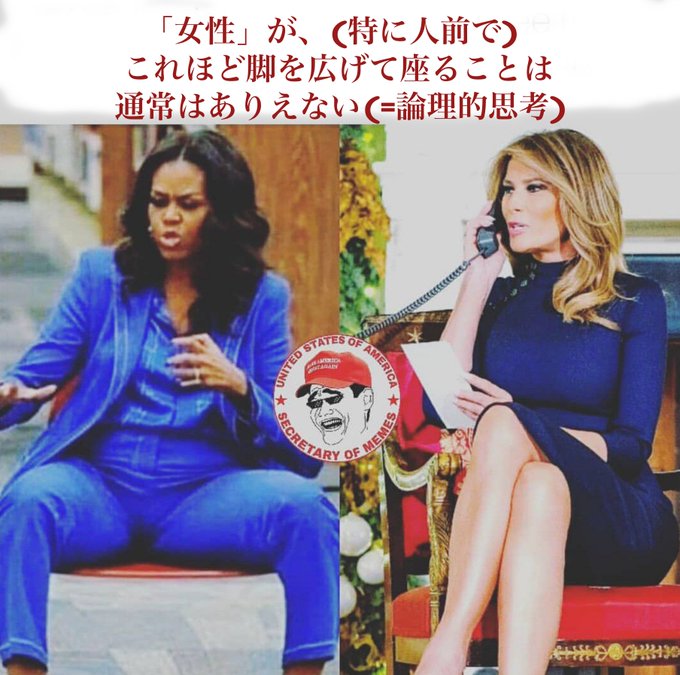 「女性」が、(特に人前で)
これほど脚を広げて座ることは
通常はありえない(=論理的思考)
UNITED STATES OF AMERICA
SECRETARY OF MEMES